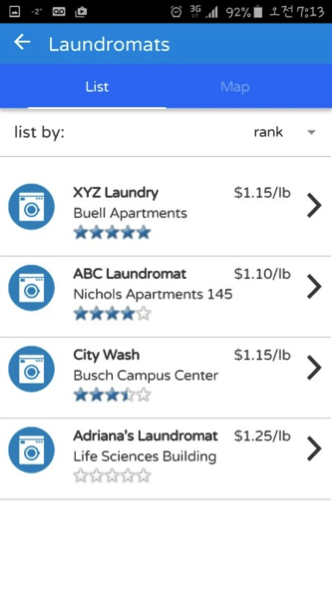 -2°
3G
92%
오전 7:13
Laundromats
List
Map
list by:
rank
XYZ Laundry
$1.15/lb
Buell Apartments
ABC Laundromat
$1.10/lb
Nichols Apartments 145
City Wash
$1.15/lb
Busch Campus Center
Adriana's Laundromat
$1.25/lb
Life Sciences Building